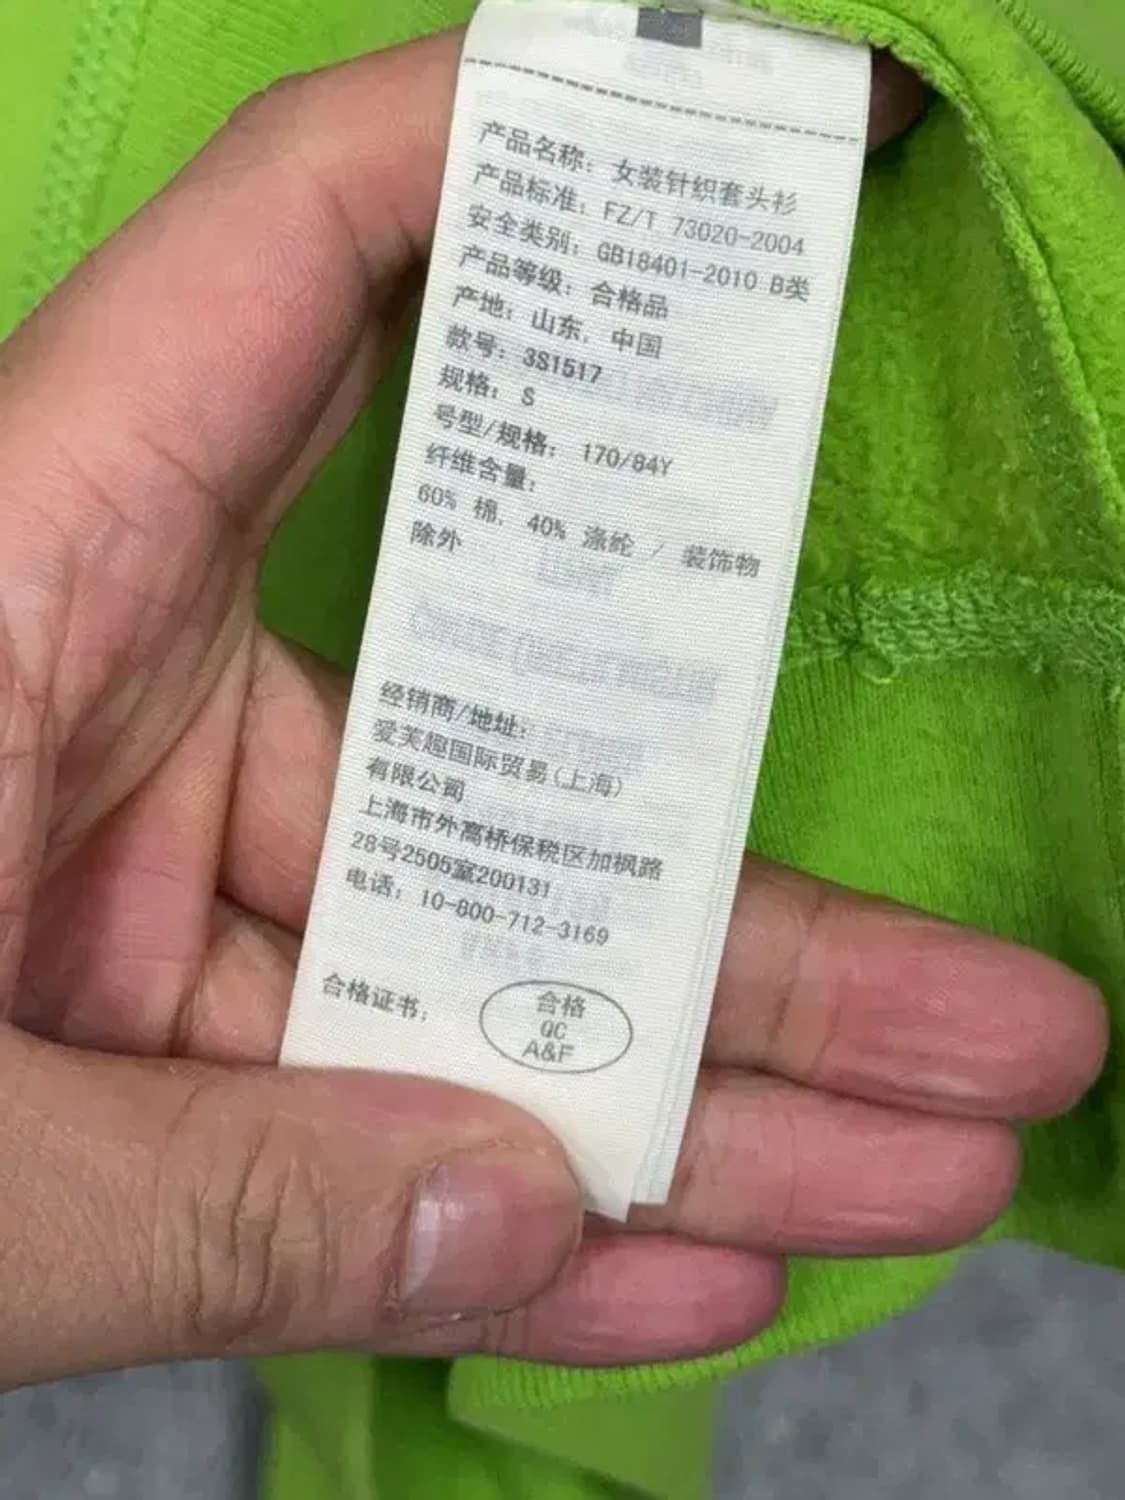 产品名称：女装针织套头衫
产品标准：FZ/T 73020-2004
安全类别：GB18401-2010 B类
产品等级：合格品
产地：山东，中国
款号：3S1517
规格：S
号型/规格：170/84Y
纤维含量：
60% 棉，40% 涤纶 / 装饰物
除外
经销商/地址：
爱芙趣国际贸易(上海)
有限公司
上海市外高桥保税区加枫路
28号2505室200131
电话：10-800-712-3169
合格证书：
合格
QC
A&F